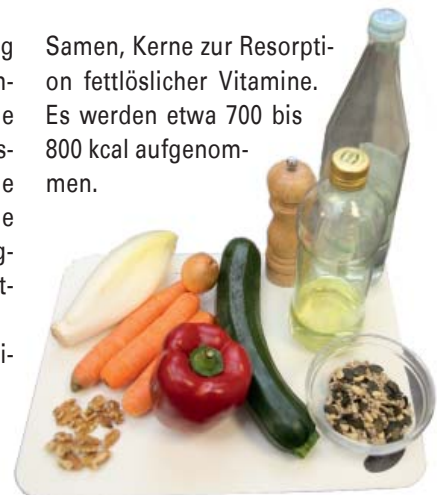 g
n-
e
s-
e
e
g-
t-
i-
Samen, Kerne zur Resorpti-
on fettlöslicher Vitamine.
Es werden etwa 700 bis
800 kcal aufgenom-
men.